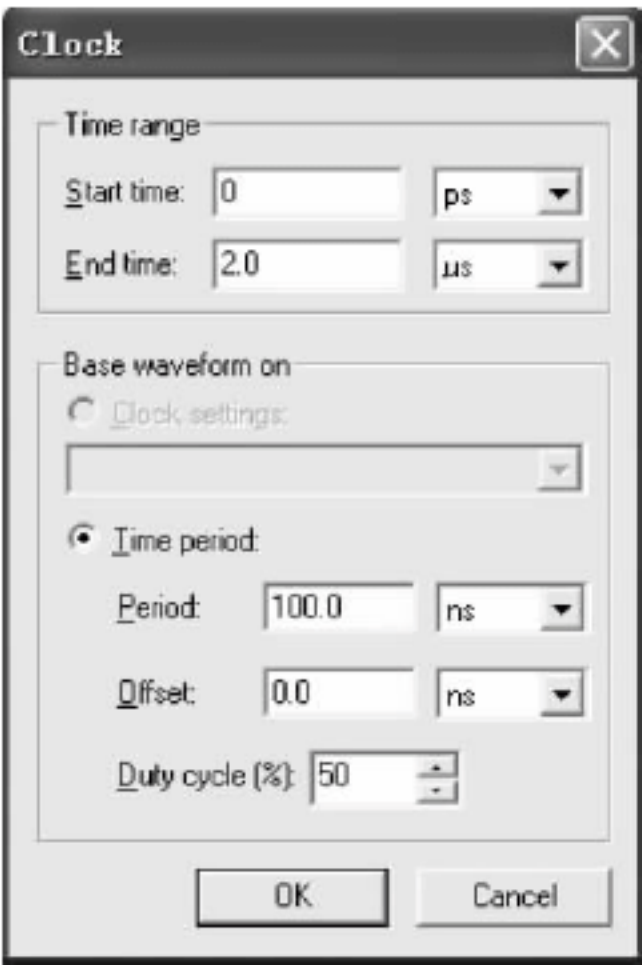 Clock
Time range
Start time: 0 ps
End time: 2.0 µs
Base waveform on
Clock settings:
Time period:
Period: 100.0 ns
Offset: 0.0 ns
Duty cycle (%): 50
OK Cancel